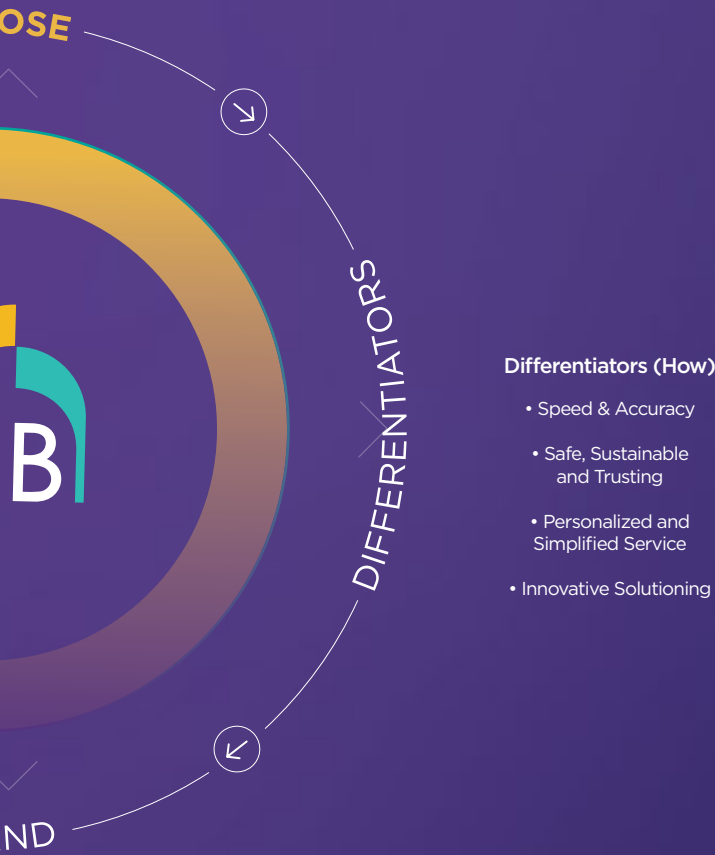 OSE
DIFFERENTIATORS
B
Differentiators (How)
• Speed & Accuracy
• Safe, Sustainable
and Trusting
• Personalized and
Simplified Service
• Innovative Solutioning
ND